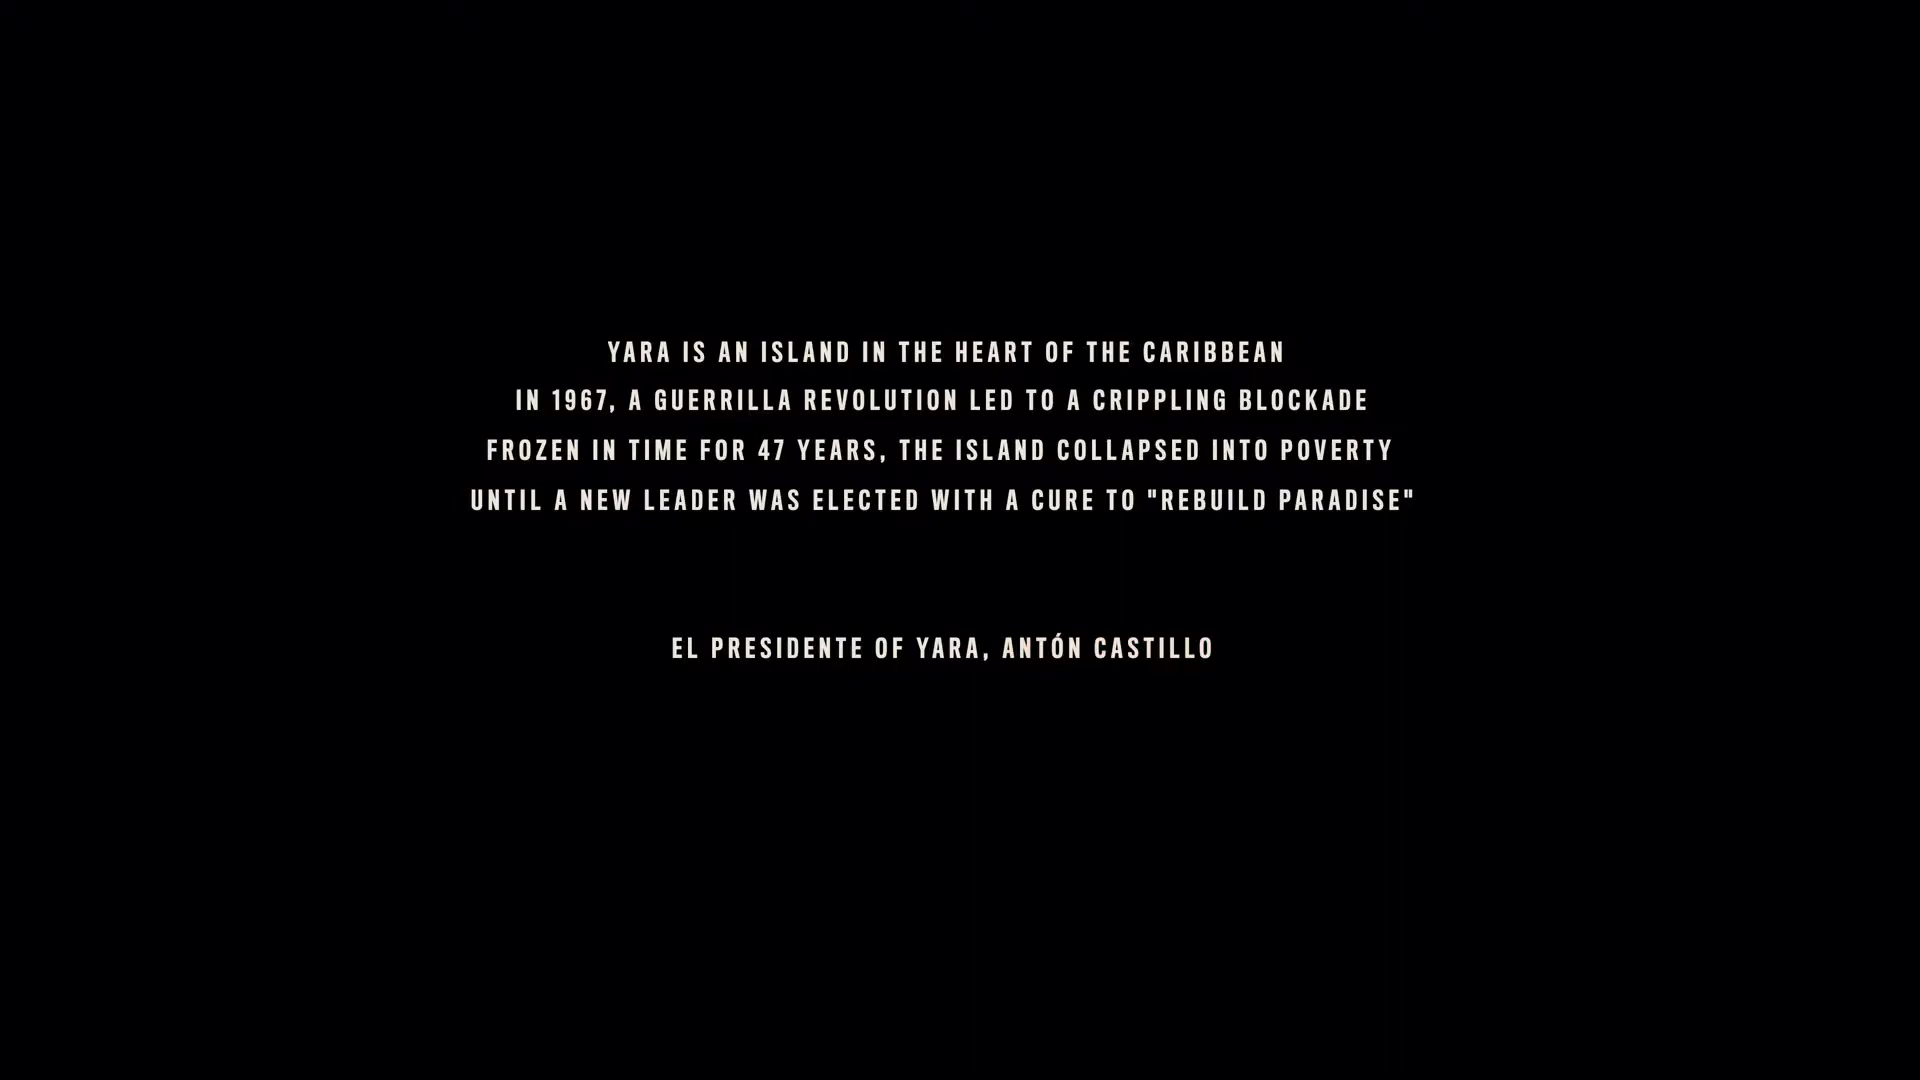 YARA IS AN ISLAND IN THE HEART OF THE CARIBBEAN
IN 1967, A GUERRILLA REVOLUTION LED TO A CRIPPLING BLOCKADE
FROZEN IN TIME FOR 47 YEARS, THE ISLAND COLLAPSED INTO POVERTY
UNTIL A NEW LEADER WAS ELECTED WITH A CURE TO "REBUILD PARADISE"
EL PRESIDENTE OF YARA, ANTÓN CASTILLO